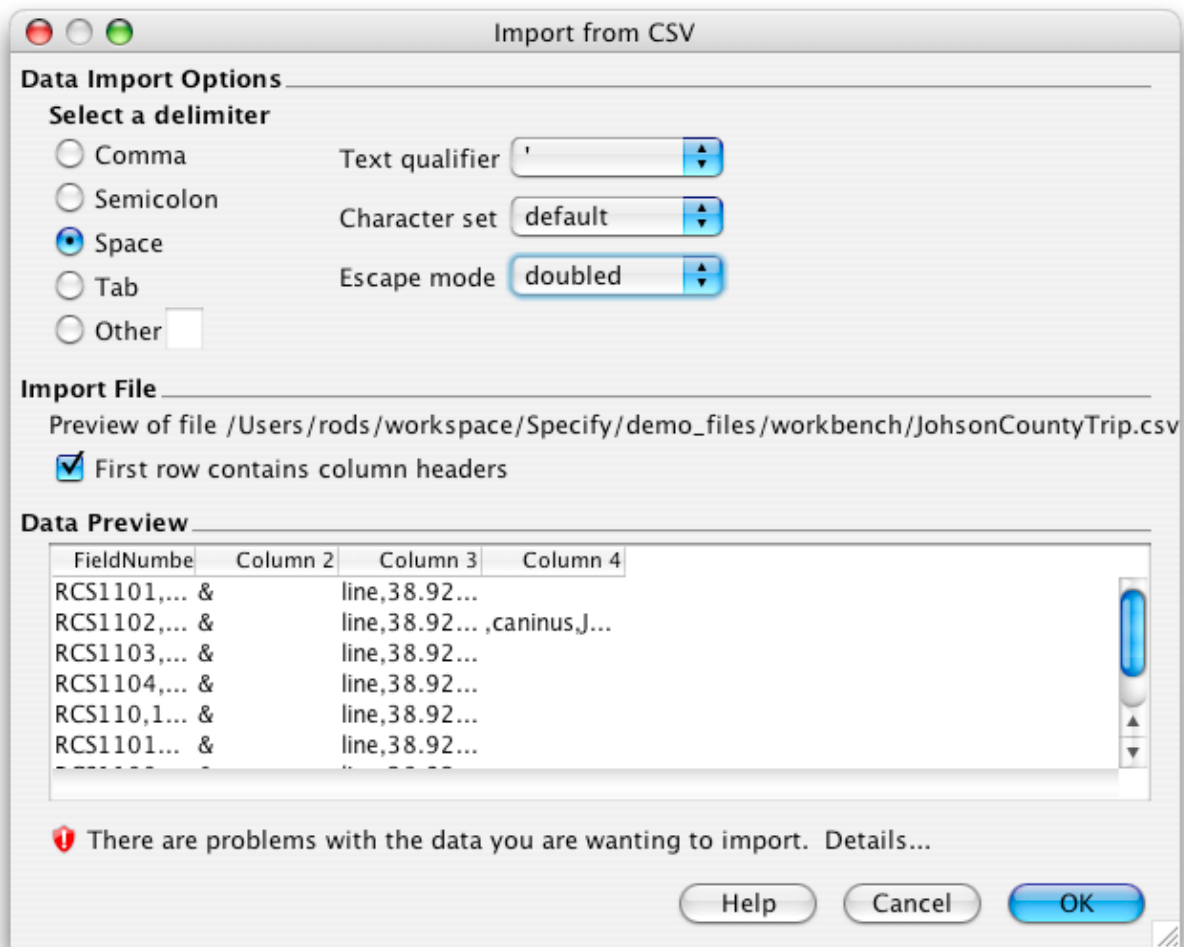 Import from CSV
Data Import Options
Select a delimiter
Comma
Semicolon
Space
Tab
Other
Text qualifier '
Character set default
Escape mode doubled
Import File
Preview of file /Users/rods/workspace/Specify/demo_files/workbench/JohsonCountyTrip.csv
First row contains column headers
Data Preview
FieldNumbe Column 2 Column 3 Column 4
RCS1101,... & line,38.92...
RCS1102,... & line,38.92... ,caninus,J...
RCS1103,... & line,38.92...
RCS1104,... & line,38.92...
RCS110,1... & line,38.92...
RCS1101... & line,38.92...
There are problems with the data you are wanting to import. Details...
Help Cancel OK